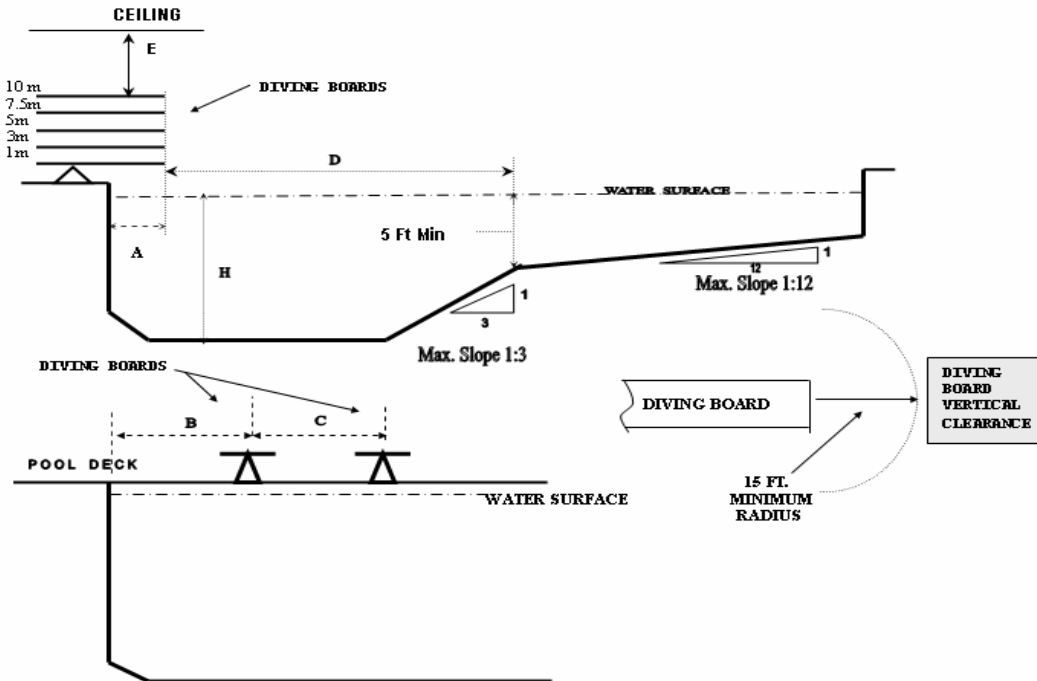 CEILING
E
10 m
7.5m
5m
3m
1m
DIVING BOARDS
D
WATER SURFACE
A
5 Ft Min
H
1
12
Max. Slope 1:12
1
3
Max. Slope 1:3
DIVING BOARDS
B
C
POOL DECK
WATER SURFACE
DIVING BOARD
DIVING
BOARD
VERTICAL
CLEARANCE
15 FT.
MINIMUM
RADIUS